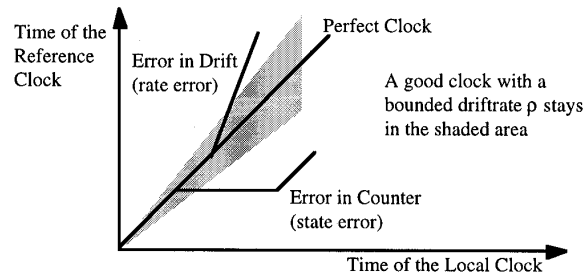 Time of the
Reference
Clock
Perfect Clock
Error in Drift
(rate error)
A good clock with a
bounded driftrate ρ stays
in the shaded area
Error in Counter
(state error)
Time of the Local Clock